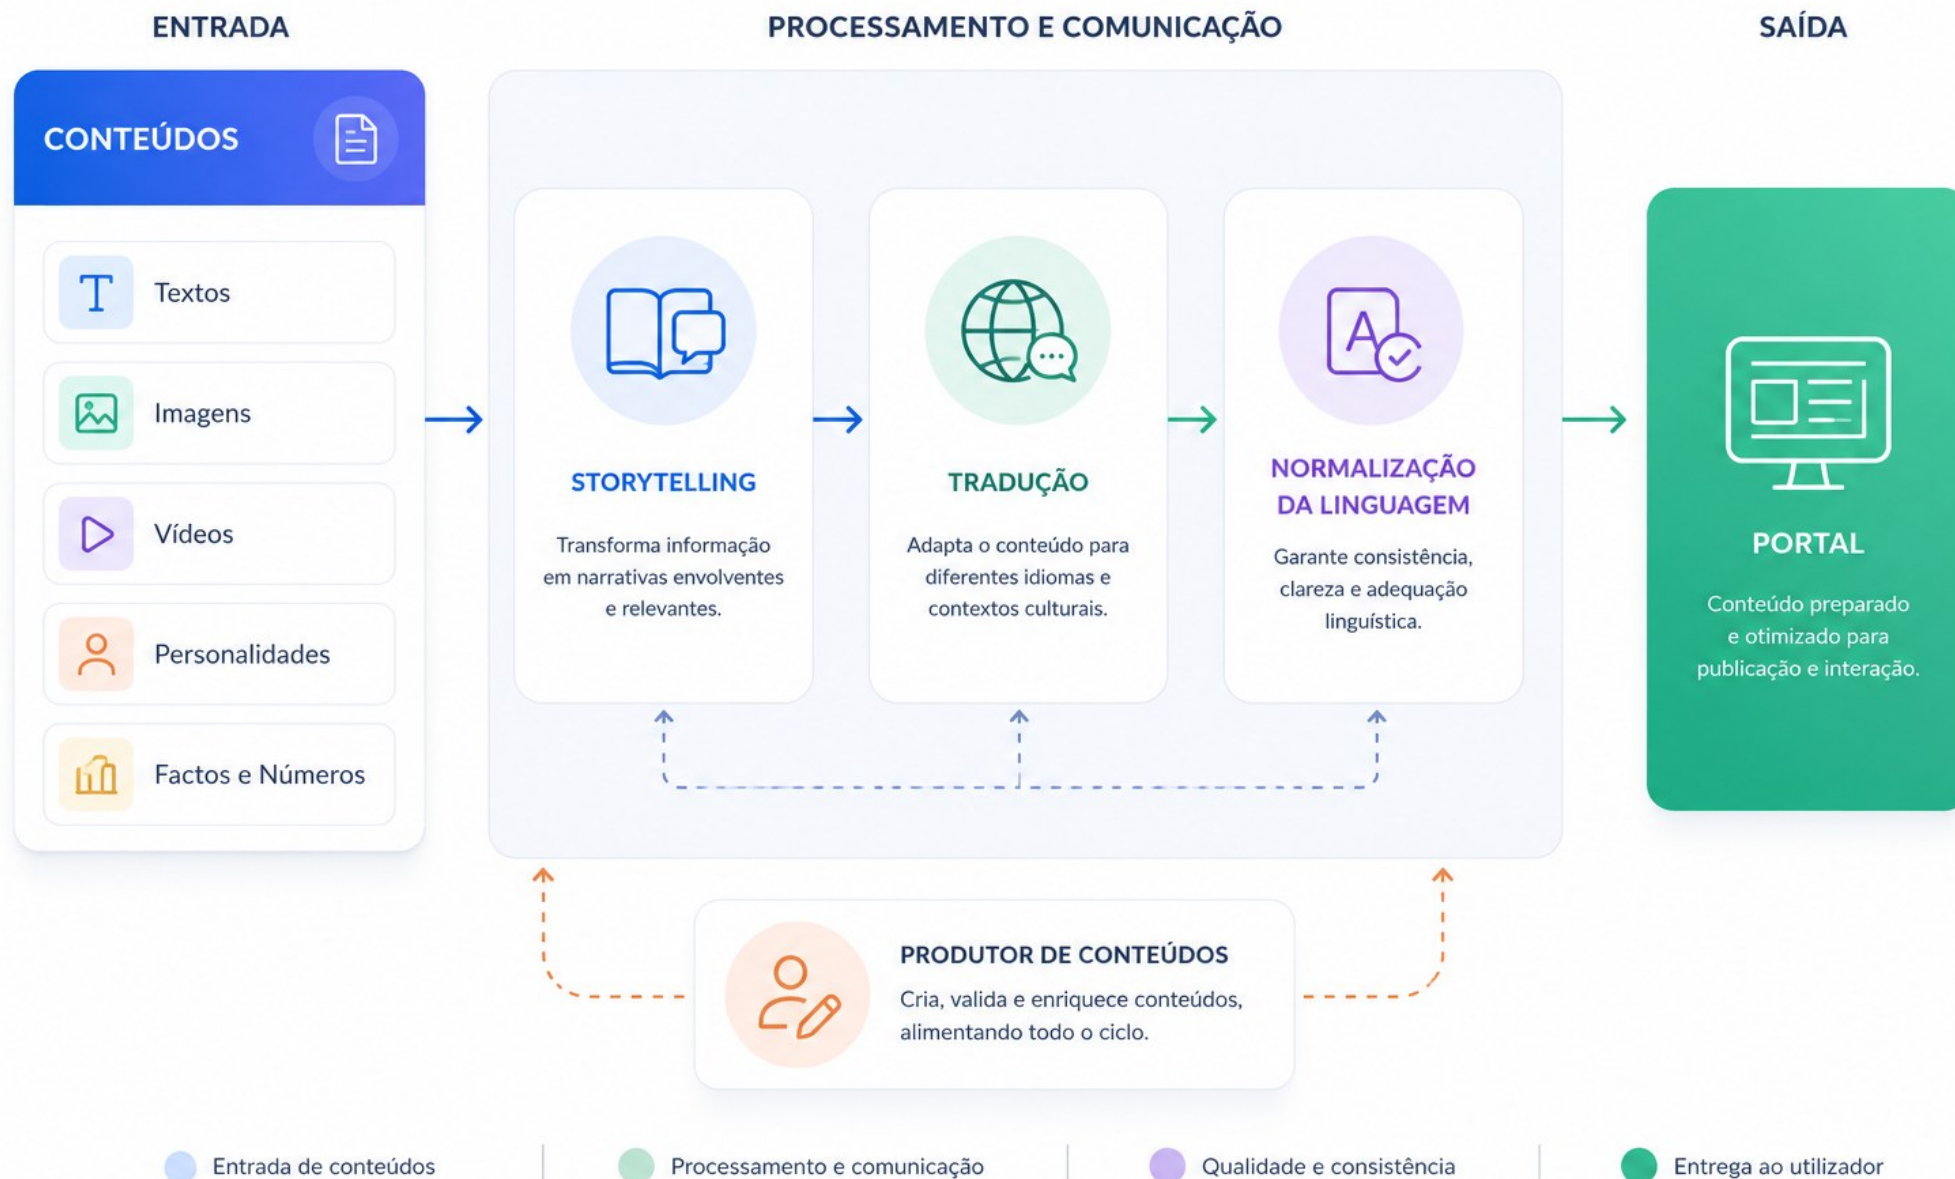 ENTRADA
PROCESSAMENTO E COMUNICAÇÃO
SAÍDA
CONTEÚDOS
Textos
Imagens
Vídeos
Personalidades
Factos e Números
STORYTELLING
Transforma informação
em narrativas envolventes
e relevantes.
TRADUÇÃO
Adapta o conteúdo para
diferentes idiomas e
contextos culturais.
A
NORMALIZAÇÃO
DA LINGUAGEM
Garante consistência,
clareza e adequação
linguística.
PORTAL
Conteúdo preparado
e otimizado para
publicação e interação.
PRODUTOR DE CONTEÚDOS
Cria, valida e enriquece conteúdos,
alimentando todo o ciclo.
Entrada de conteúdos
Processamento e comunicação
Qualidade e consistência
Entrega ao utilizador